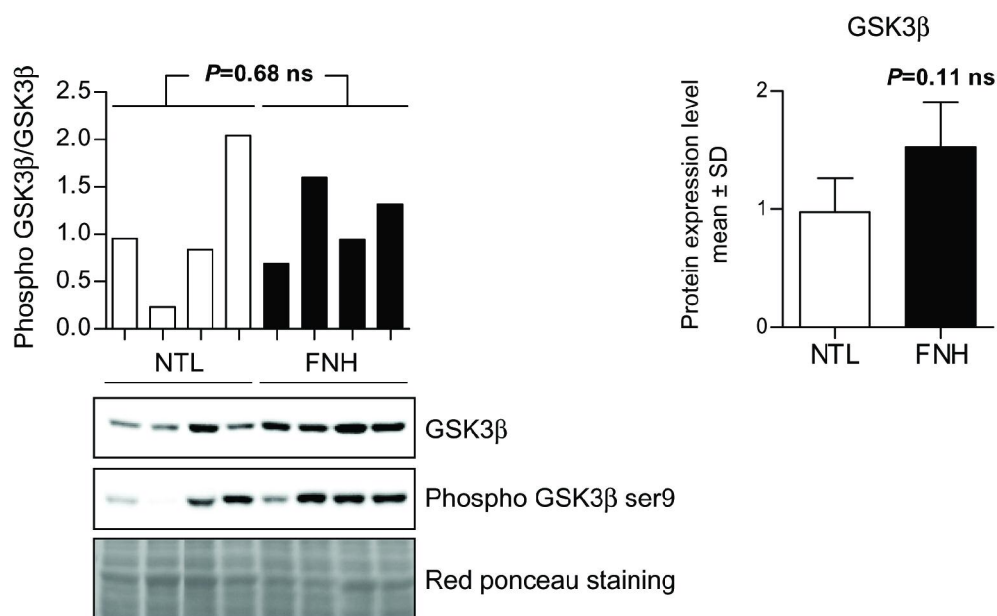 P=0.68 ns
Phospho GSK3β/GSK3β
2.5
2.0
1.5
1.0
0.5
0.0
NTL FNH
GSK3β
Phospho GSK3β ser9
Red ponceau staining
GSK3β
P=0.11 ns
Protein expression level
mean ± SD
2
1
0
NTL FNH